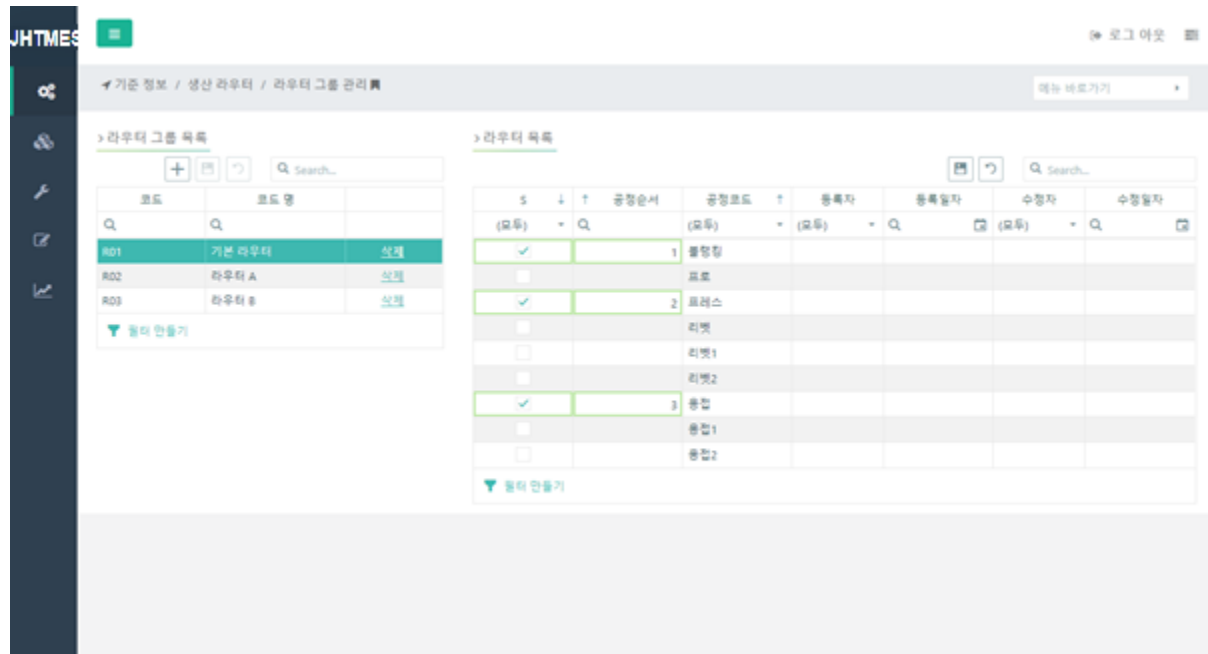 JHTMES
로그 아웃
기준 정보 / 생산 라우터 / 라우터 그룹 관리
메뉴 바로가기
라우터 그룹 목록
Search...
코드 코드 명
R01 기본 라우터 삭제
R02 라우터 A 삭제
R03 라우터 B 삭제
필터 만들기
라우터 목록
Search...
S 공정순서 공정코드 등록자 등록일자 수정자 수정일자
(모두) (모두) (모두) (모두)
1 블랭킹
프로
2 프레스
리벳
리벳1
리벳2
3 용접
용접1
용접2
필터 만들기